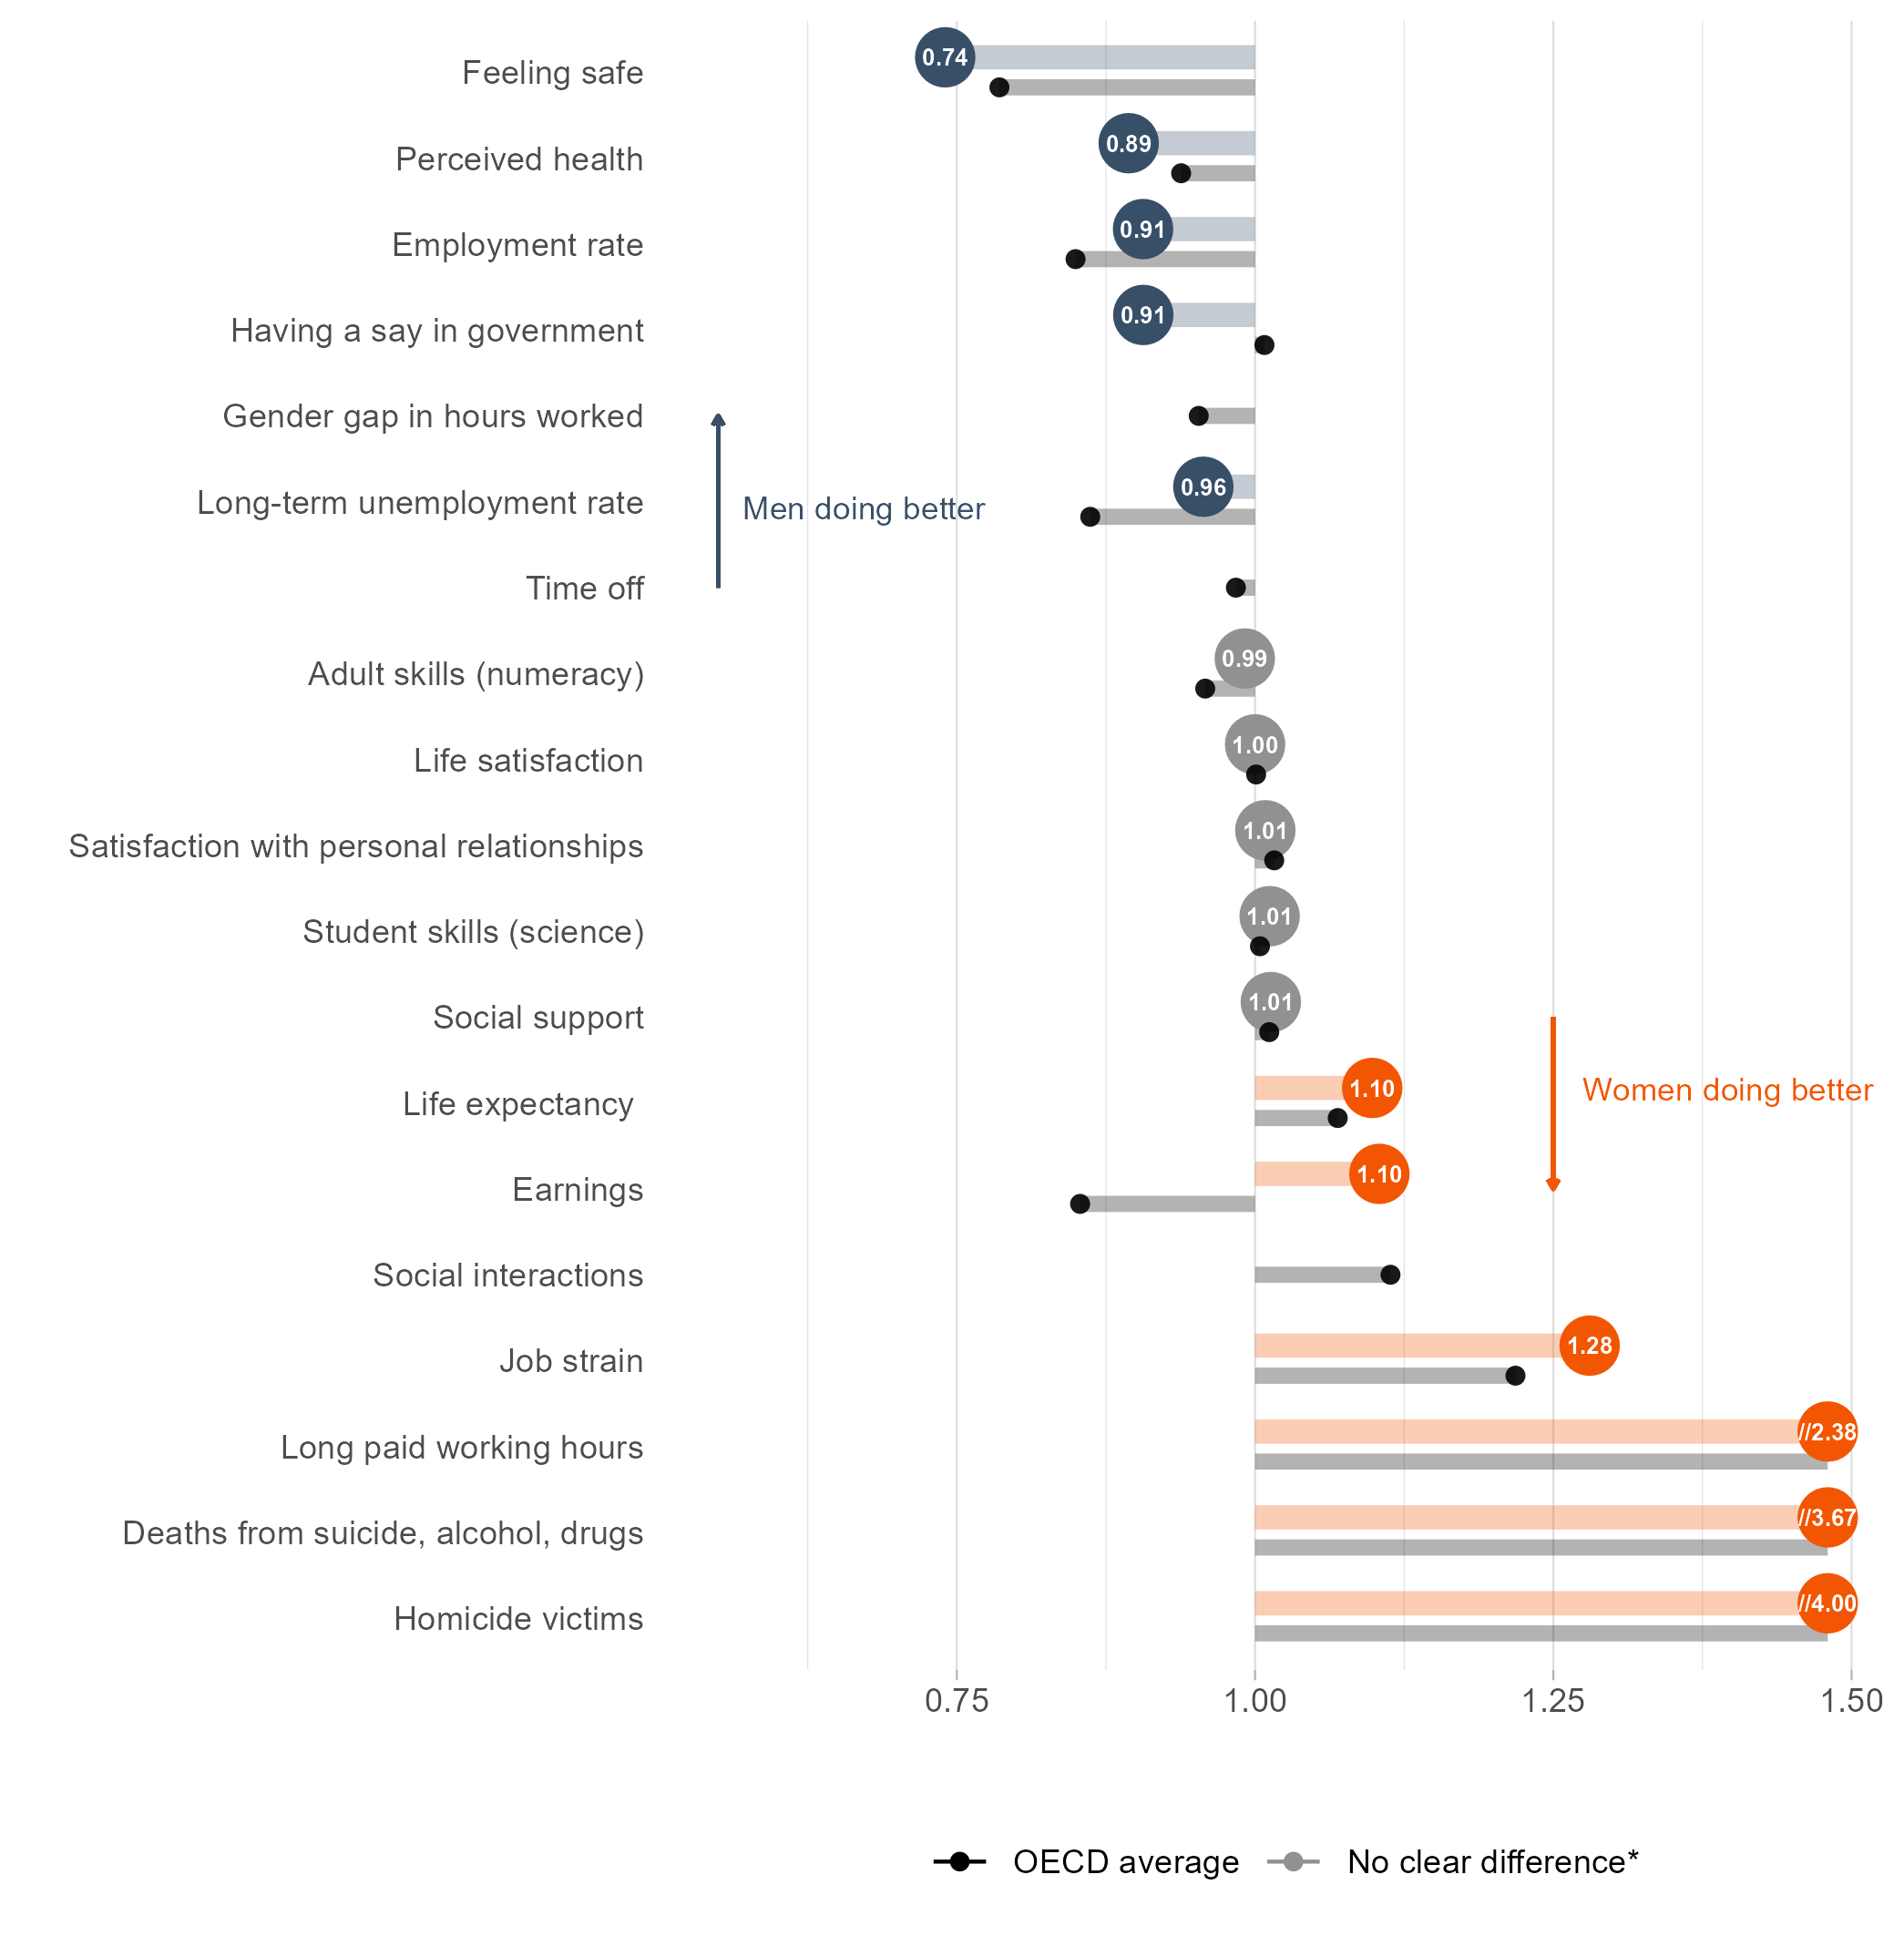 Feeling safe 0.74
Perceived health 0.89
Employment rate 0.91
Having a say in government 0.91
Gender gap in hours worked
Long-term unemployment rate 0.96
Men doing better
Time off
Adult skills (numeracy) 0.99
Life satisfaction 1.00
Satisfaction with personal relationships 1.01
Student skills (science) 1.01
Social support 1.01
Life expectancy 1.10
Women doing better
Earnings 1.10
Social interactions
Job strain 1.28
Long paid working hours //2.38
Deaths from suicide, alcohol, drugs //3.67
Homicide victims //4.00
0.75 1.00 1.25 1.50
OECD average No clear difference*